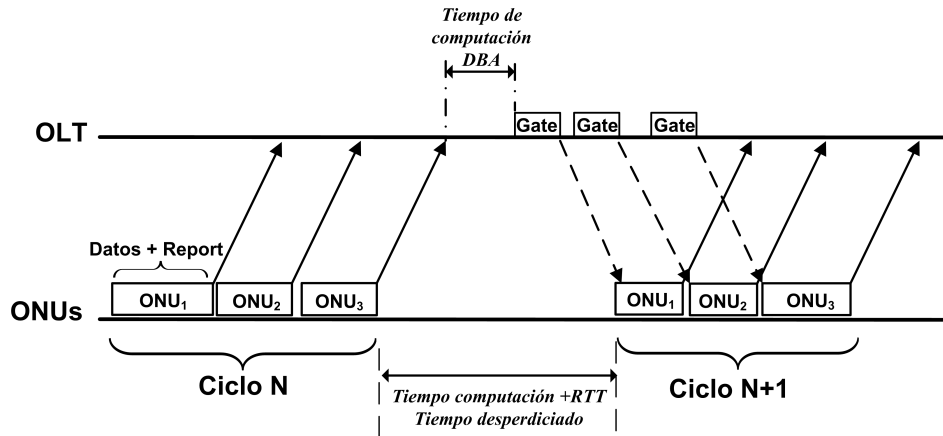 Tiempo de
computación
DBA
OLT
Gate
Gate
Gate
Datos + Report
ONUs
ONU₁
ONU₂
ONU₃
ONU₁
ONU₂
ONU₃
Ciclo N
Ciclo N+1
Tiempo computación +RTT
Tiempo desperdiciado